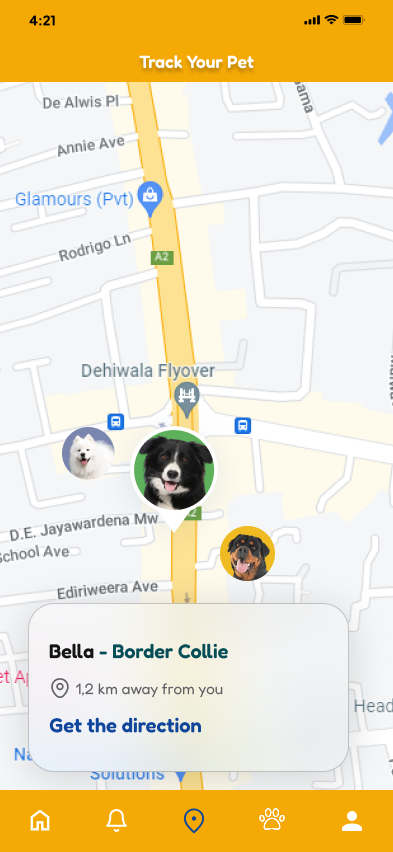 4:21
Track Your Pet
De Alwis Pl
Annie Ave
Glamours (Pvt)
Rodrigo Ln
A2
Dehiwala Flyover
D.E. Jayawardena Mw
School Ave
Ediriweera Ave
Bella - Border Collie
1,2 km away from you
Head
Get the direction
Na
Solutions